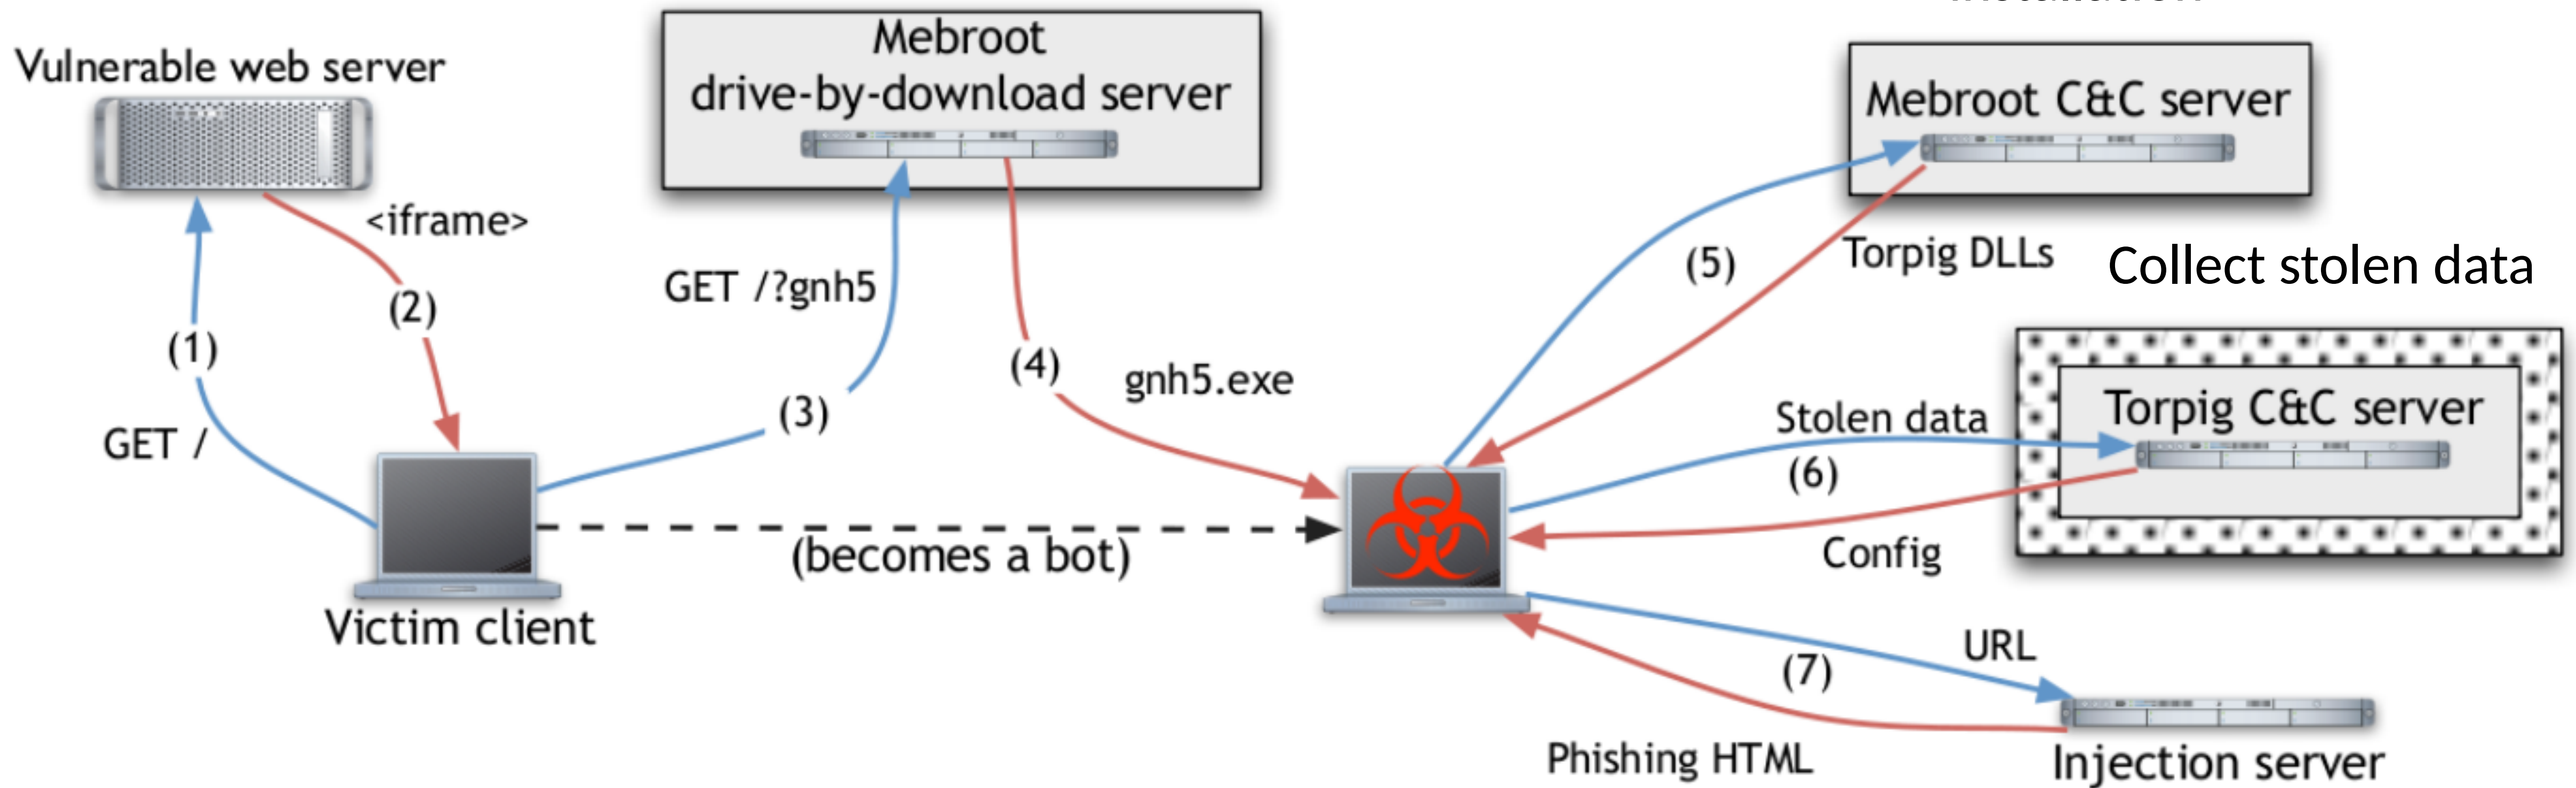 Vulnerable web server
<iframe>
(1)
(2)
GET /
Victim client
Mebroot
drive-by-download server
GET /?gnh5
(3)
(4)
gnh5.exe
(becomes a bot)
Mebroot C&C server
(5)
Torpig DLLs
Collect stolen data
Torpig C&C server
Stolen data
(6)
Config
URL
(7)
Phishing HTML
Injection server